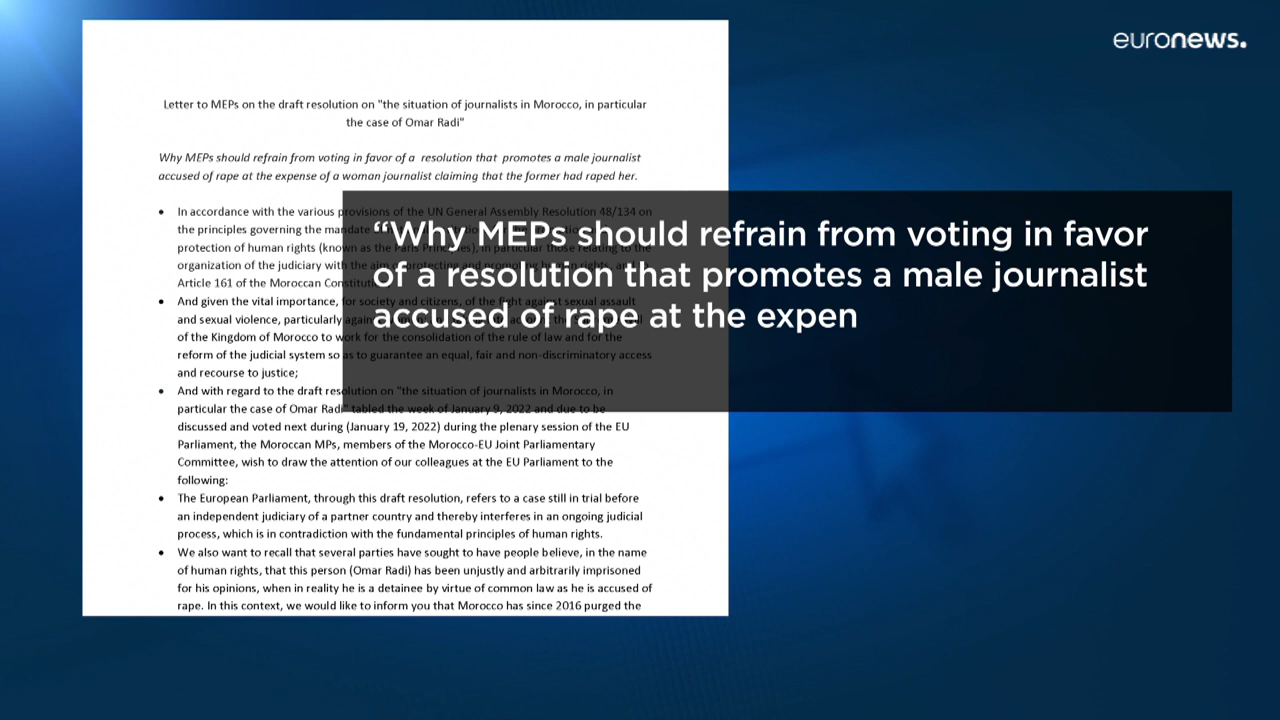 euronews.
Letter to MEPs on the draft resolution on "the situation of journalists in Morocco, in particular
the case of Omar Radi"
Why MEPs should refrain from voting in favor of a resolution that promotes a male journalist
accused of rape at the expense of a woman journalist claiming that the former had raped her.
• In accordance with the various provisions of the UN General Assembly Resolution 48/134 on
the principles governing the mandate
protection of human rights (known as the Paris Principles), in particular those relating to the
organization of the judiciary with the aim of protecting and promoting human rights, and
Article 161 of the Moroccan
• And given the vital importance, for society and citizens, of the fight against sexual assault
and sexual violence, particularly
of the Kingdom of Morocco to work for the consolidation of the rule of law and for the
reform of the judicial system so as to guarantee an equal, fair and non-discriminatory access
and recourse to justice;
• And with regard to the draft resolution on "the situation of journalists in Morocco, in
particular the case of Omar Radi" tabled the week of January 9, 2022 and due to be
discussed and voted next during (January 19, 2022) during the plenary session of the EU
Parliament, the Moroccan MPs, members of the Morocco-EU Joint Parliamentary
Committee, wish to draw the attention of our colleagues at the EU Parliament to the
following:
• The European Parliament, through this draft resolution, refers to a case still in trial before
an independent judiciary of a partner country and thereby interferes in an ongoing judicial
process, which is in contradiction with the fundamental principles of human rights.
• We also want to recall that several parties have sought to have people believe, in the name
of human rights, that this person (Omar Radi) has been unjustly and arbitrarily imprisoned
for his opinions, when in reality he is a detainee by virtue of common law as he is accused of
rape. In this context, we would like to inform you that Morocco has since 2016 purged the
“Why MEPs should refrain from voting in favor
of a resolution that promotes a male journalist
accused of rape at the expen